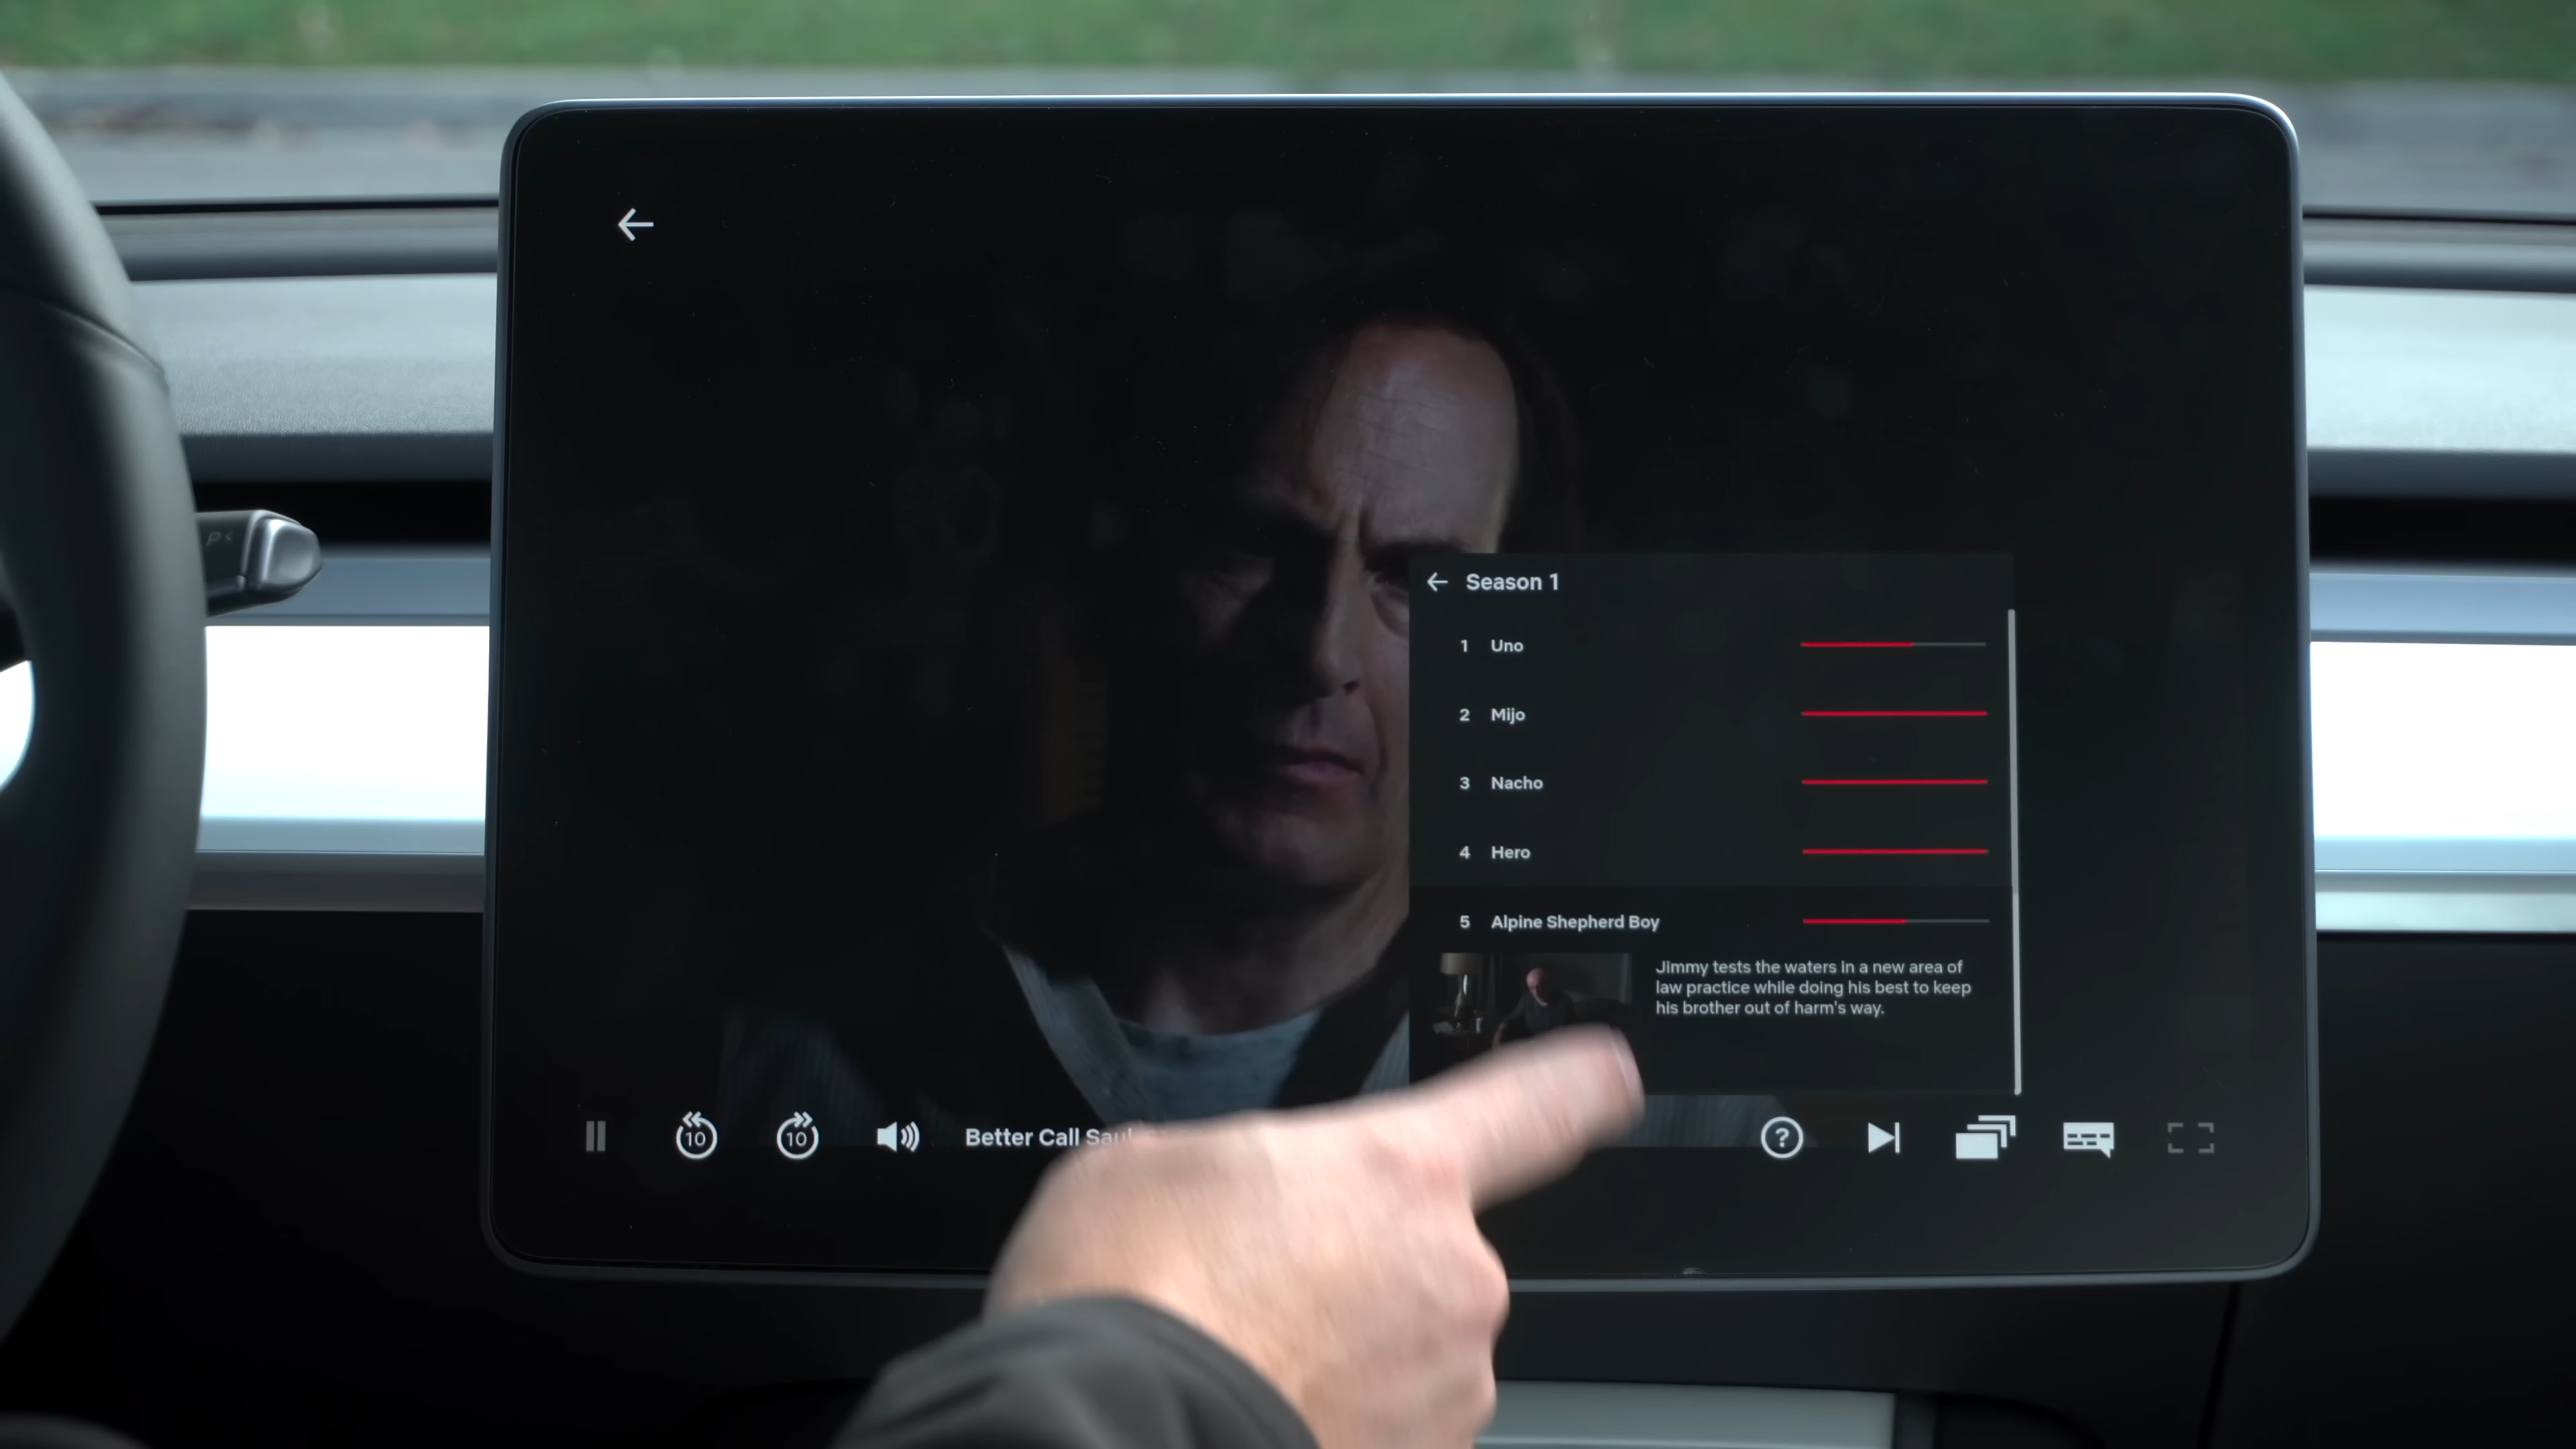 Season 1
1 Uno
2 Mijo
3 Nacho
4 Hero
5 Alpine Shepherd Boy
Jimmy tests the waters in a new area of
law practice while doing his best to keep
his brother out of harm's way.
10
10
Better Call Saul
?
P <